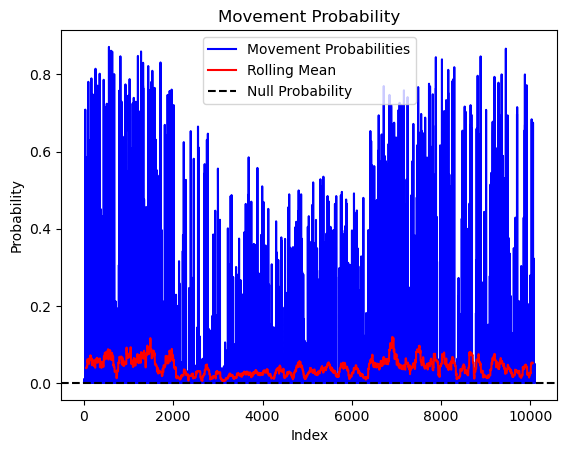 Movement Probability
Movement Probabilities
Rolling Mean
Null Probability
Probability
0.8
0.6
0.4
0.2
0.0
0
2000
4000
6000
8000
10000
Index